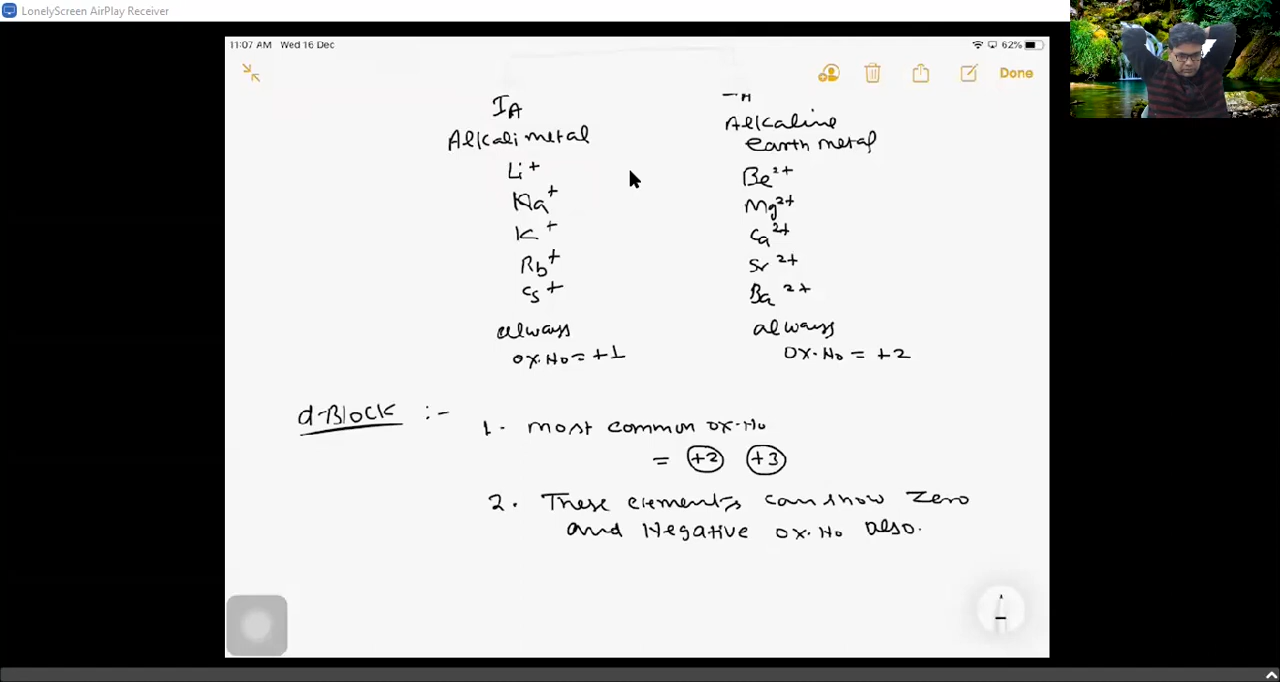 LonelyScreen AirPlay Receiver
11:07 AM Wed 16 Dec
62%
Done
IA
Alkali metal
Li+
Na+
K+
Rb+
Cs+
always
ox.No = +1
Alkaline
earth metal
Be2+
Mg2+
Ca2+
Sr2+
Ba2+
always
ox.No = +2
d-Block :-
1. most common ox.No
= +2 +3
2. These elements can show Zero
and Negative ox.No also.